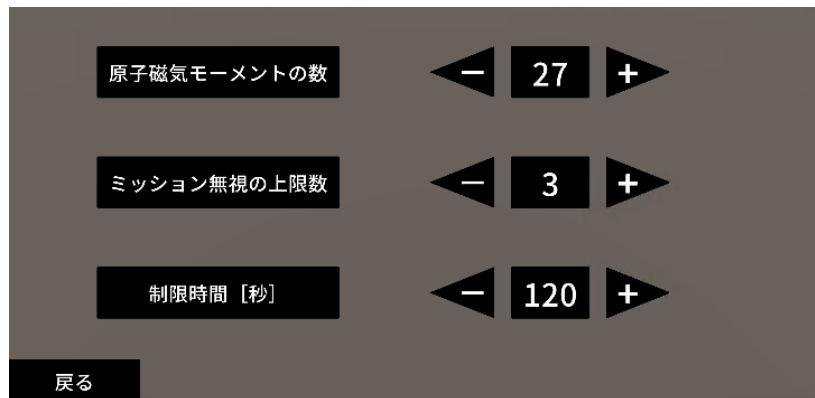 原子磁気モーメントの数 － 27 ＋
ミッション無視の上限数 － 3 ＋
制限時間［秒］ － 120 ＋
戻る